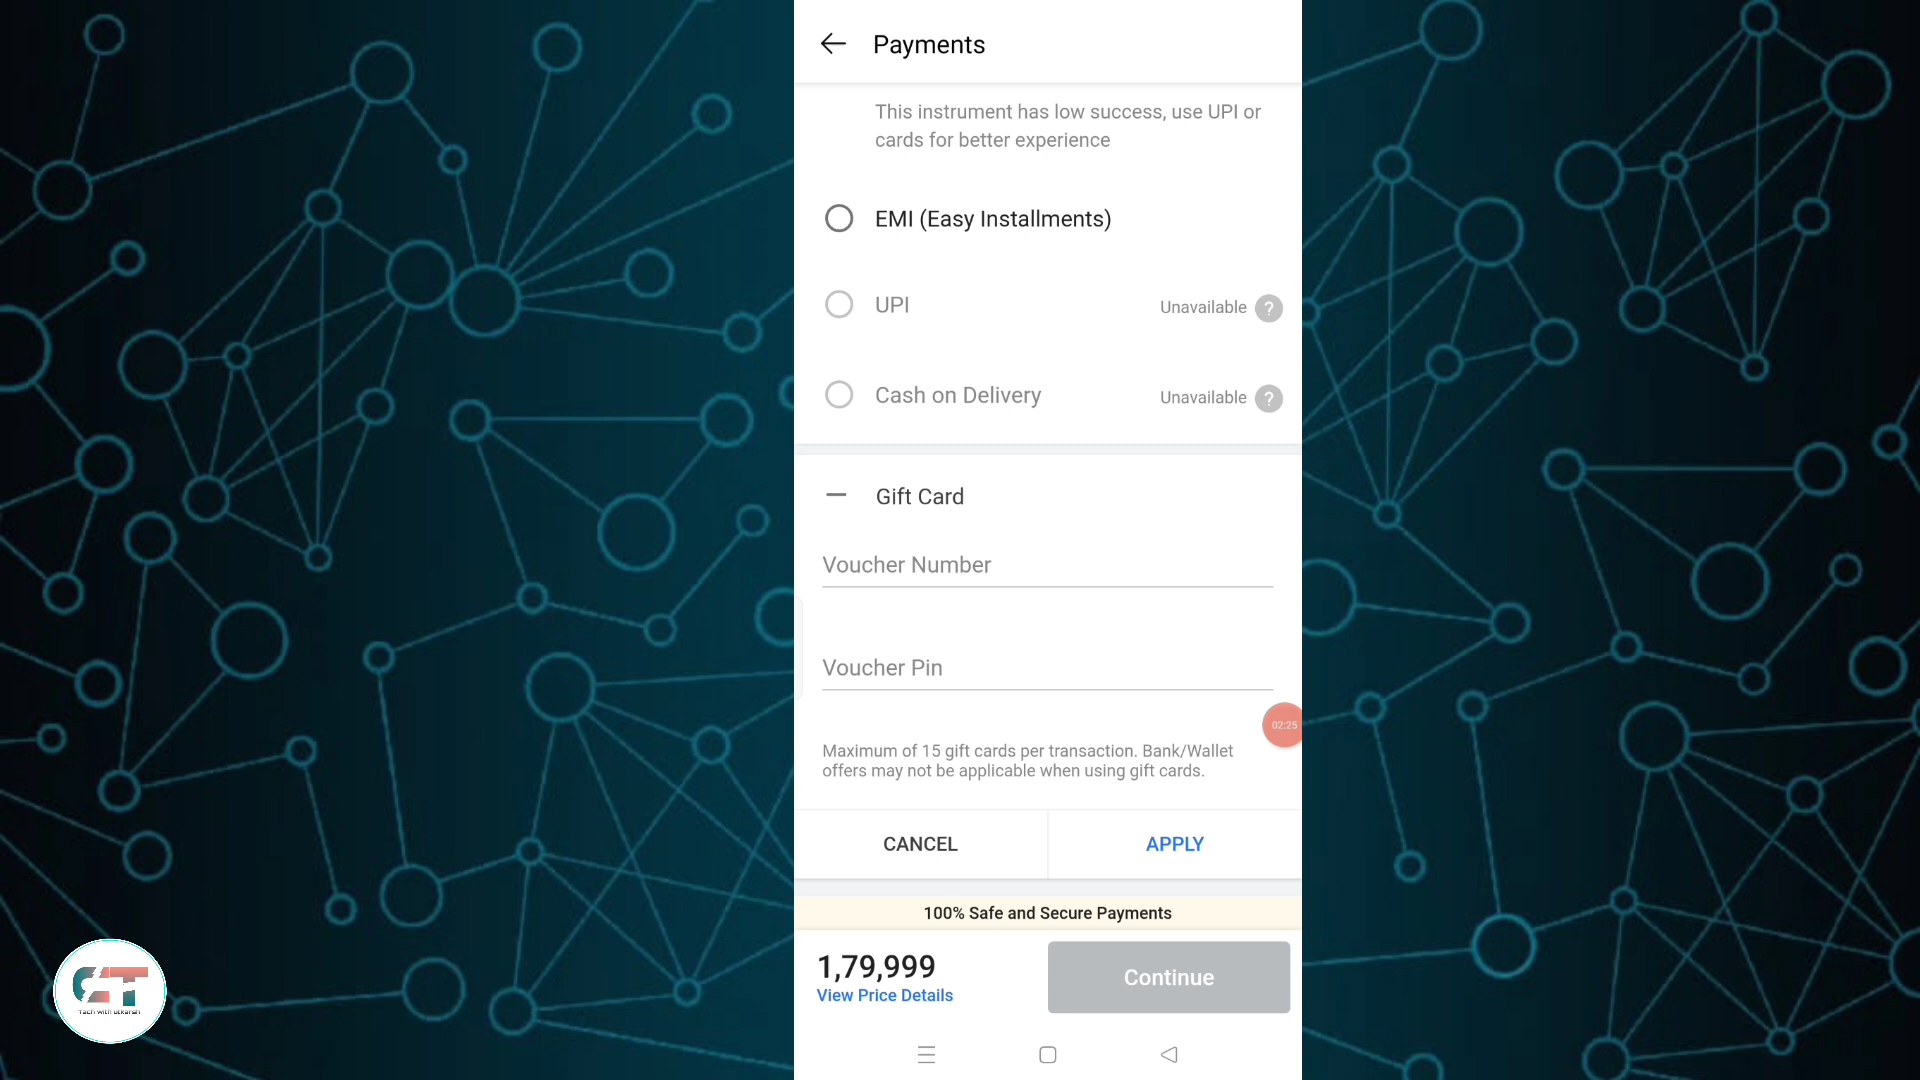 Payments
This instrument has low success, use UPI or
cards for better experience
EMI (Easy Installments)
UPI
Unavailable ?
Cash on Delivery
Unavailable ?
Gift Card
Voucher Number
Voucher Pin
02:25
Maximum of 15 gift cards per transaction. Bank/Wallet
offers may not be applicable when using gift cards.
CANCEL
APPLY
100% Safe and Secure Payments
1,79,999
View Price Details
Continue
Tech with utkarsh